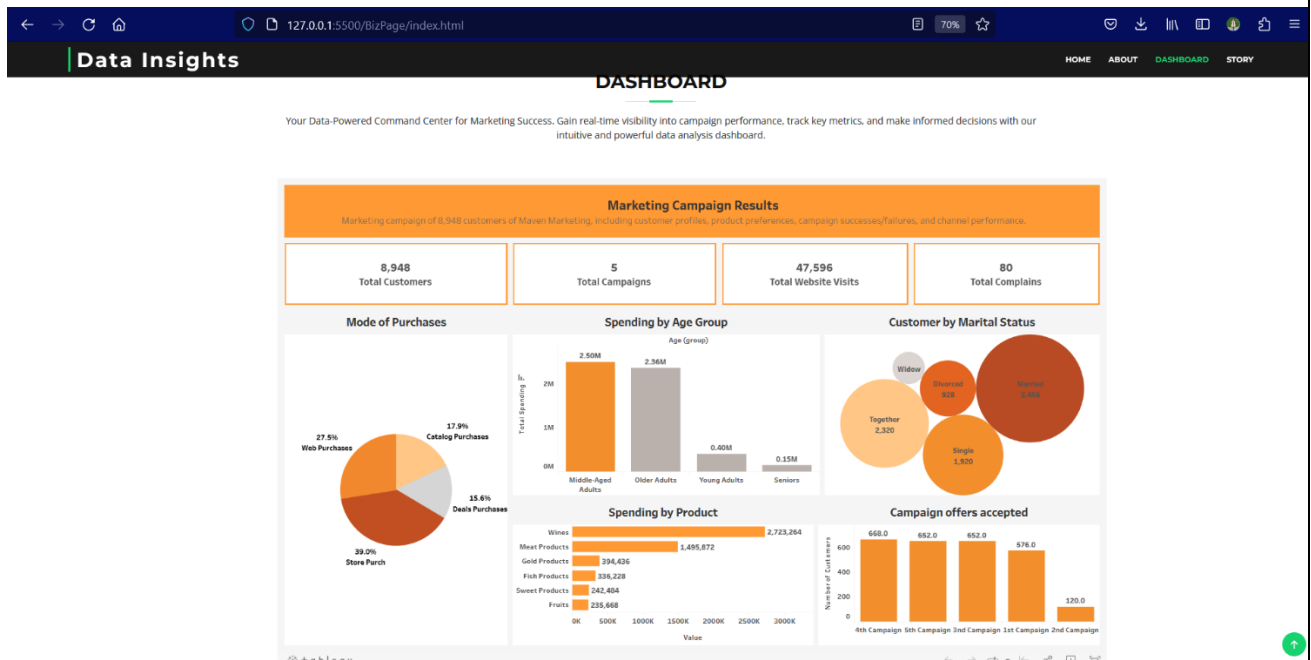 127.0.0.1:5500/BizPage/index.html
70%
Data Insights
HOME ABOUT DASHBOARD STORY
DASHBOARD
Your Data-Powered Command Center for Marketing Success. Gain real-time visibility into campaign performance, track key metrics, and make informed decisions with our
intuitive and powerful data analysis dashboard.
Marketing Campaign Results
Marketing campaign of 8,948 customers of Maven Marketing, including customer profiles, product preferences, campaign successes/failures, and channel performance.
8,948
Total Customers
5
Total Campaigns
47,596
Total Website Visits
80
Total Complains
Mode of Purchases
17.9%
Catalog Purchases
27.5%
Web Purchases
15.6%
Deals Purchases
39.0%
Store Purch
Spending by Age Group
Age (group)
Total Spending
2M
1M
0M
2.50M
2.36M
0.40M
0.15M
Middle-Aged
Adults
Older Adults
Young Adults
Seniors
Customer by Marital Status
Widow
Divorced
828
Married
Together
2,320
Single
1,920
Spending by Product
Wines 2,723,264
Meat Products 1,495,872
Gold Products 394,436
Fish Products 336,228
Sweet Products 242,404
Fruits 235,668
0K 500K 1000K 1500K 2000K 2500K 3000K
Value
Campaign offers accepted
Number of Customers
600
400
200
0
668.0
652.0
652.0
576.0
120.0
4th Campaign 5th Campaign 3nd Campaign 1st Campaign 2nd Campaign